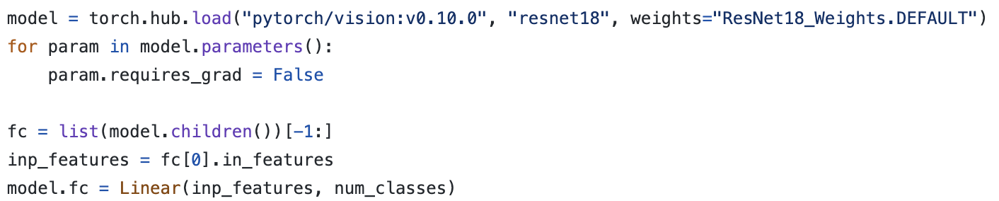 model = torch.hub.load("pytorch/vision:v0.10.0", "resnet18", weights="ResNet18_Weights.DEFAULT")
for param in model.parameters():
    param.requires_grad = False

fc = list(model.children())[-1:]
inp_features = fc[0].in_features
model.fc = Linear(inp_features, num_classes)